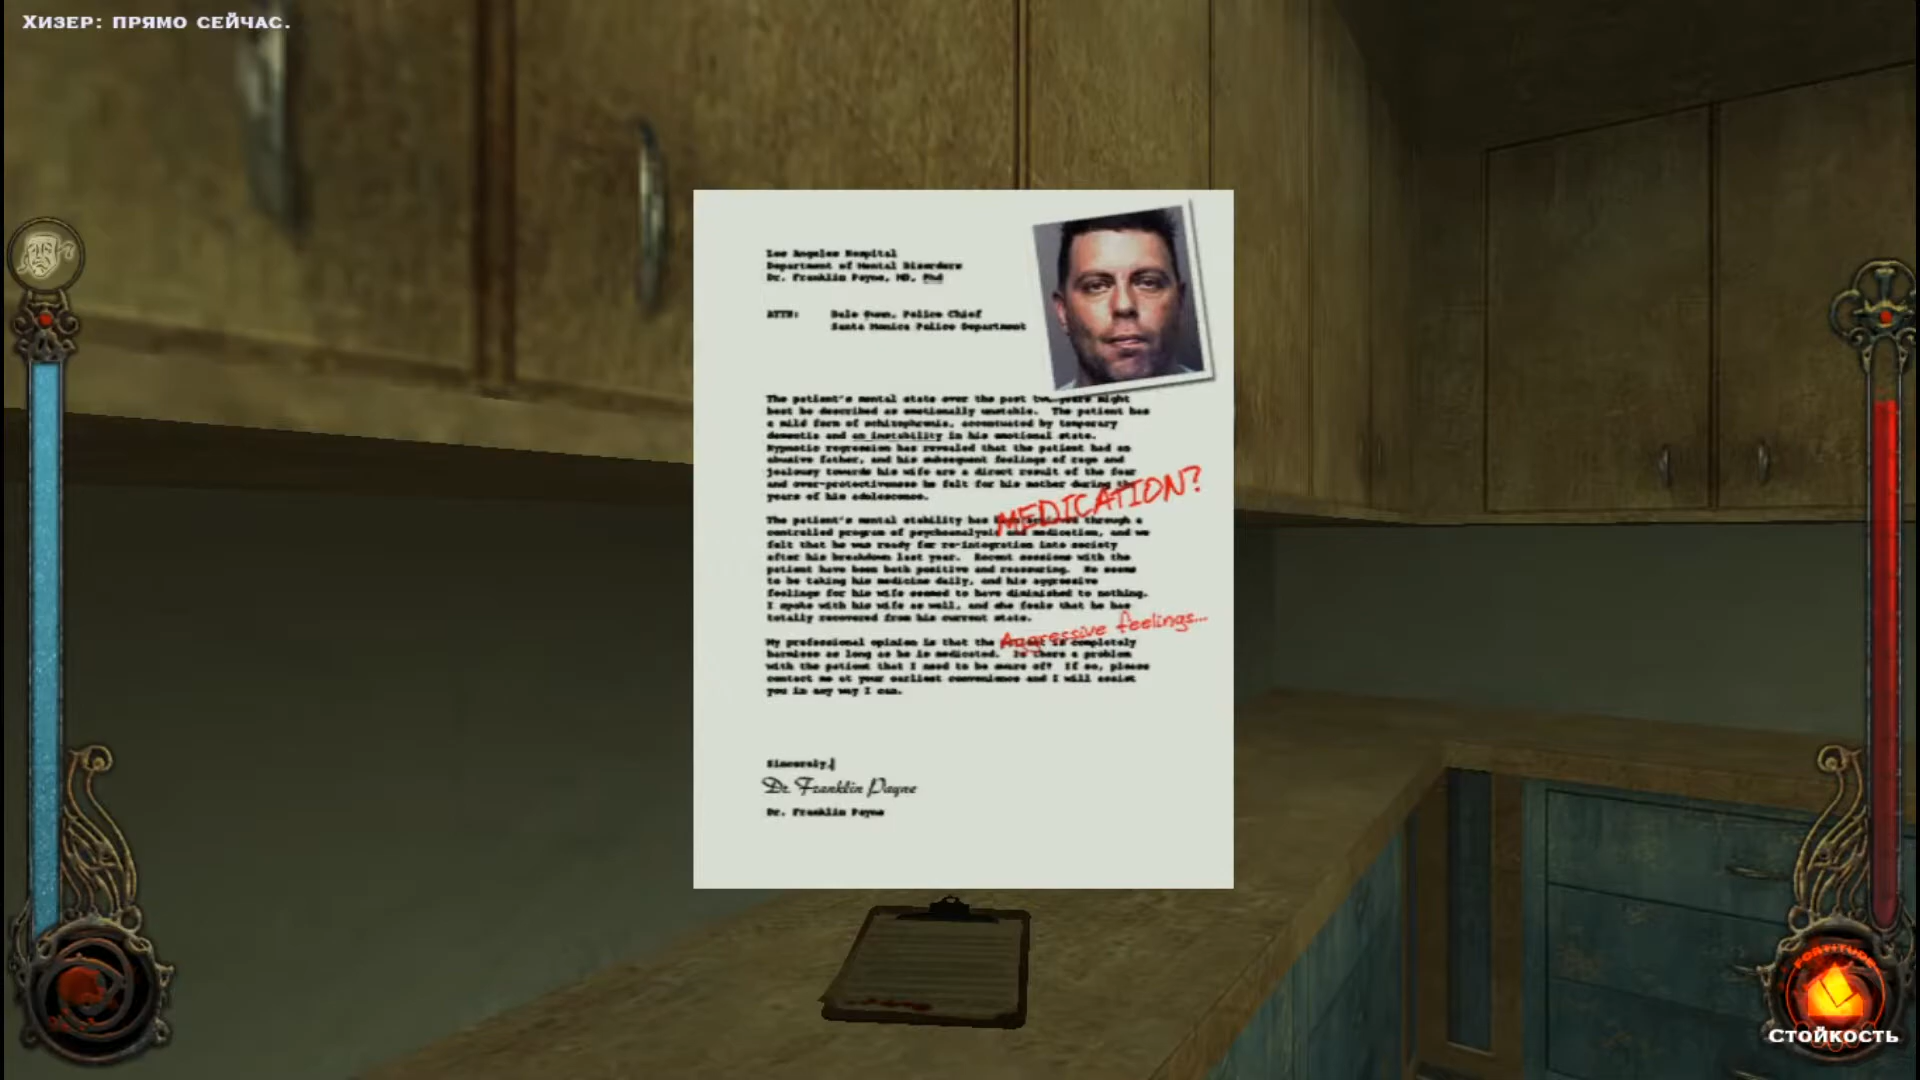 Хизер: прямо сейчас.
Los Angeles Hospital
Department of Mental Disorders
Dr. Franklin Payne, MD, Phd
ATTN: Dale Owen, Police Chief
Santa Monica Police Department
The patient's mental state over the past two years might
best be described as emotionally unstable. The patient has
a mild form of schizophrenia, accentuated by temporary
dementis and an instability in his emotional state.
Hypnotic regression has revealed that the patient had an
abusive father, and his subsequent feelings of rage and
jealousy towards his wife are a direct result of the fear
and over-protectiveness he felt for his mother during the
years of his adolescence.
MEDICATION?
The patient's mental stability has through a
controlled program of psychoanalysis and medication, and we
felt that he was ready for re-integration into society
after his breakdown last year. Recent sessions with the
patient have been both positive and reassuring. He seems
to be taking his medicine daily, and his aggressive
feelings for his wife seemed to have diminished to nothing.
I spoke with his wife as well, and she feels that he has
totally recovered from his current state.
Aggressive feelings...
My professional opinion is that the patient is completely
harmless as long as he is medicated. Is there a problem
with the patient that I need to be aware of? If so, please
contact me at your earliest convenience and I will assist
you in any way I can.
Sincerely,
Dr. Franklin Payne
Dr. Franklin Payne
FORTITUDE
Стойкость